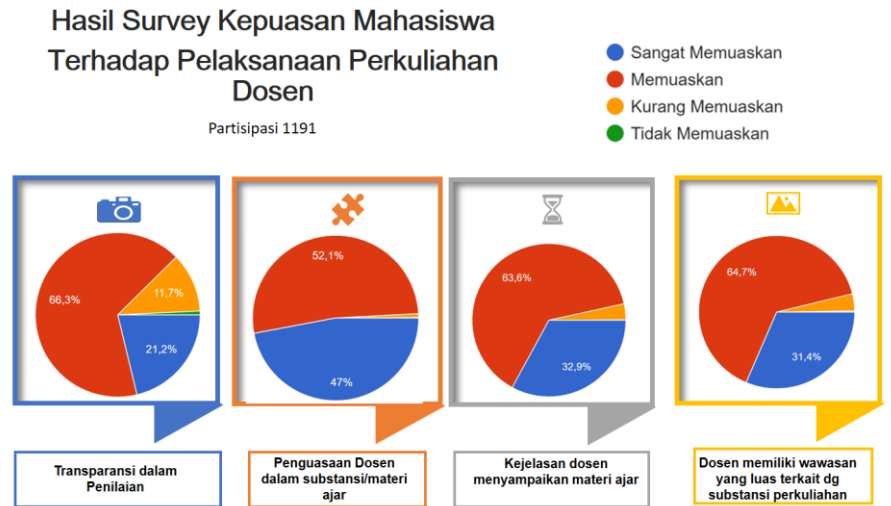 Hasil Survey Kepuasan Mahasiswa
Terhadap Pelaksanaan Perkuliahan
Dosen
Partisipasi 1191
Sangat Memuaskan
Memuaskan
Kurang Memuaskan
Tidak Memuaskan
66,3%
11,7%
21,2%
52,1%
47%
63,6%
32,9%
64,7%
31,4%
Transparansi dalam
Penilaian
Penguasaan Dosen
dalam substansi/materi
ajar
Kejelasan dosen
menyampaikan materi ajar
Dosen memiliki wawasan
yang luas terkait dg
substansi perkuliahan